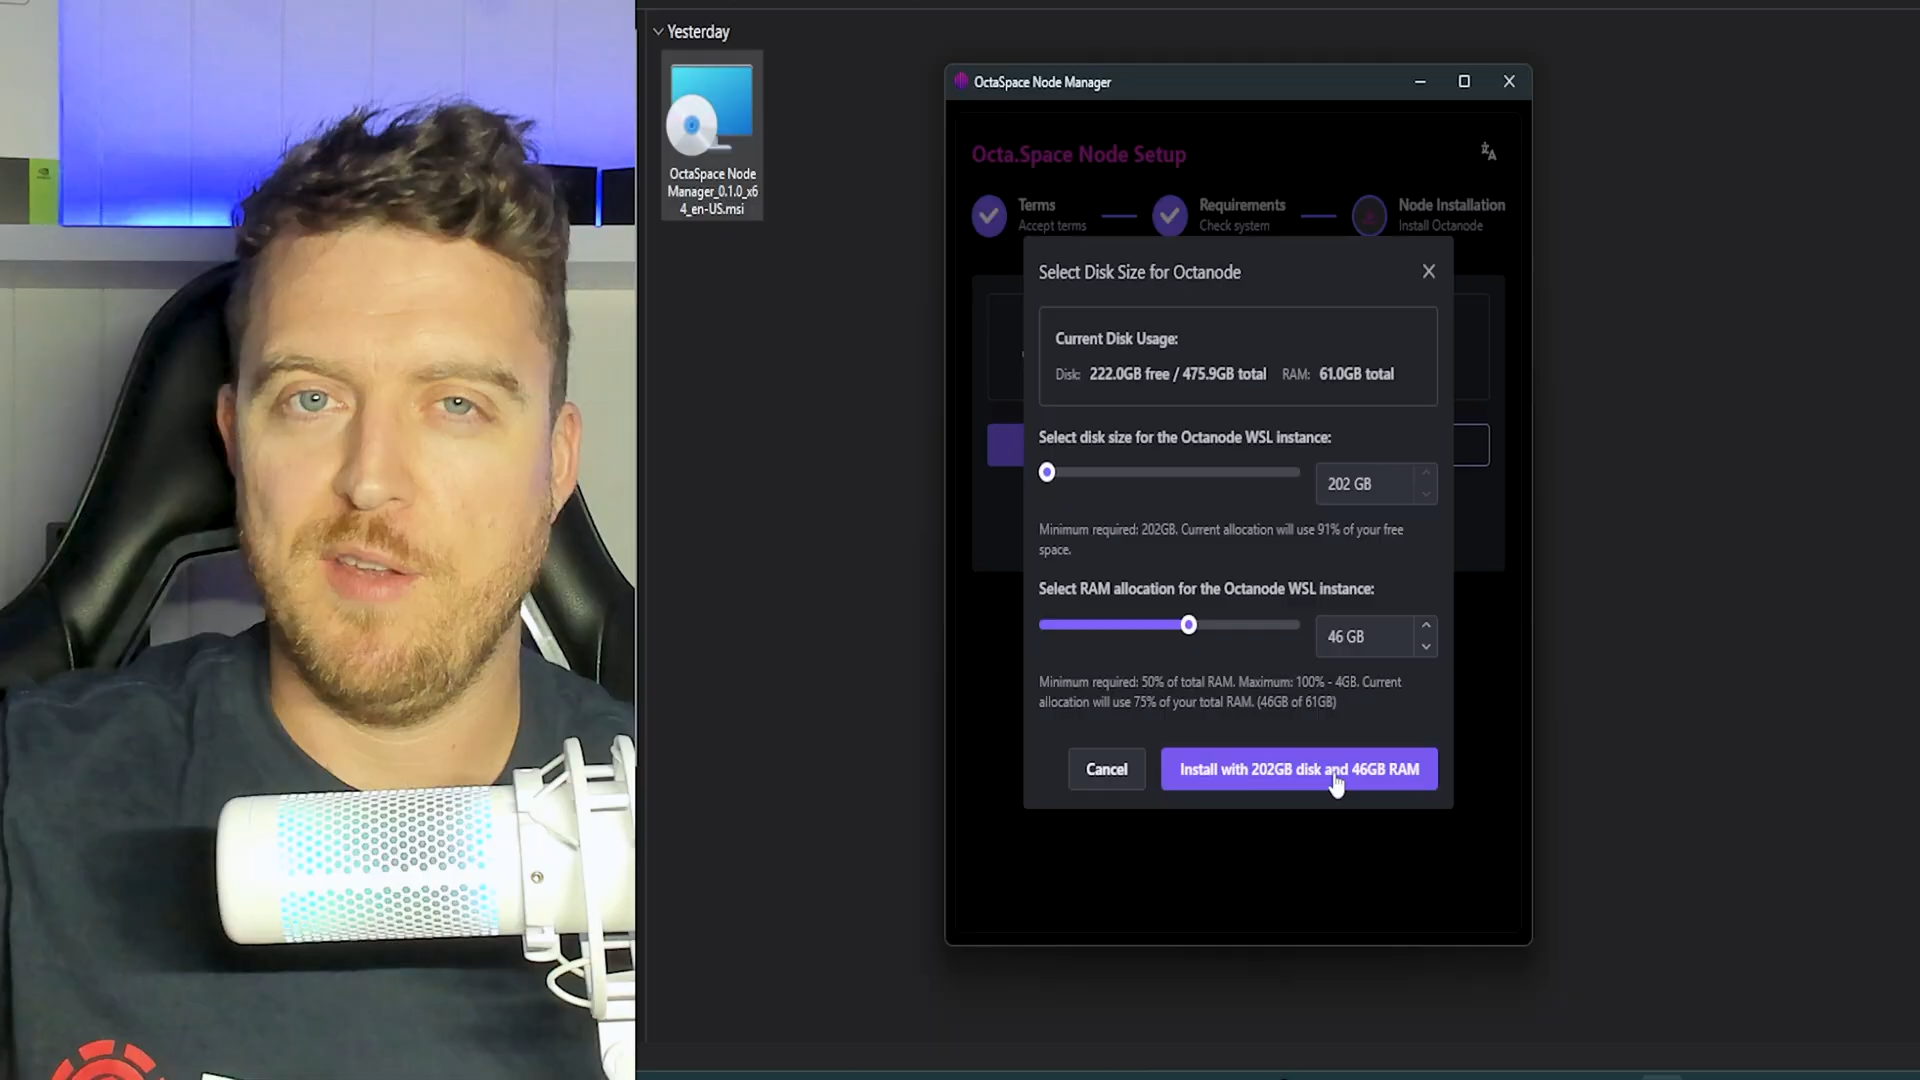 Yesterday
OctaSpace Node
Manager_0.1.0_x6
4_en-US.msi
OctaSpace Node Manager
Octa.Space Node Setup
Terms
Accept terms
Requirements
Check system
Node Installation
Install Octanode
Select Disk Size for Octanode
Current Disk Usage:
Disk: 222.0GB free / 475.9GB total RAM: 61.0GB total
Select disk size for the Octanode WSL instance:
202 GB
Minimum required: 202GB. Current allocation will use 91% of your free
space.
Select RAM allocation for the Octanode WSL instance:
46 GB
Minimum required: 50% of total RAM. Maximum: 100% - 4GB. Current
allocation will use 75% of your total RAM. (46GB of 61GB)
Cancel
Install with 202GB disk and 46GB RAM